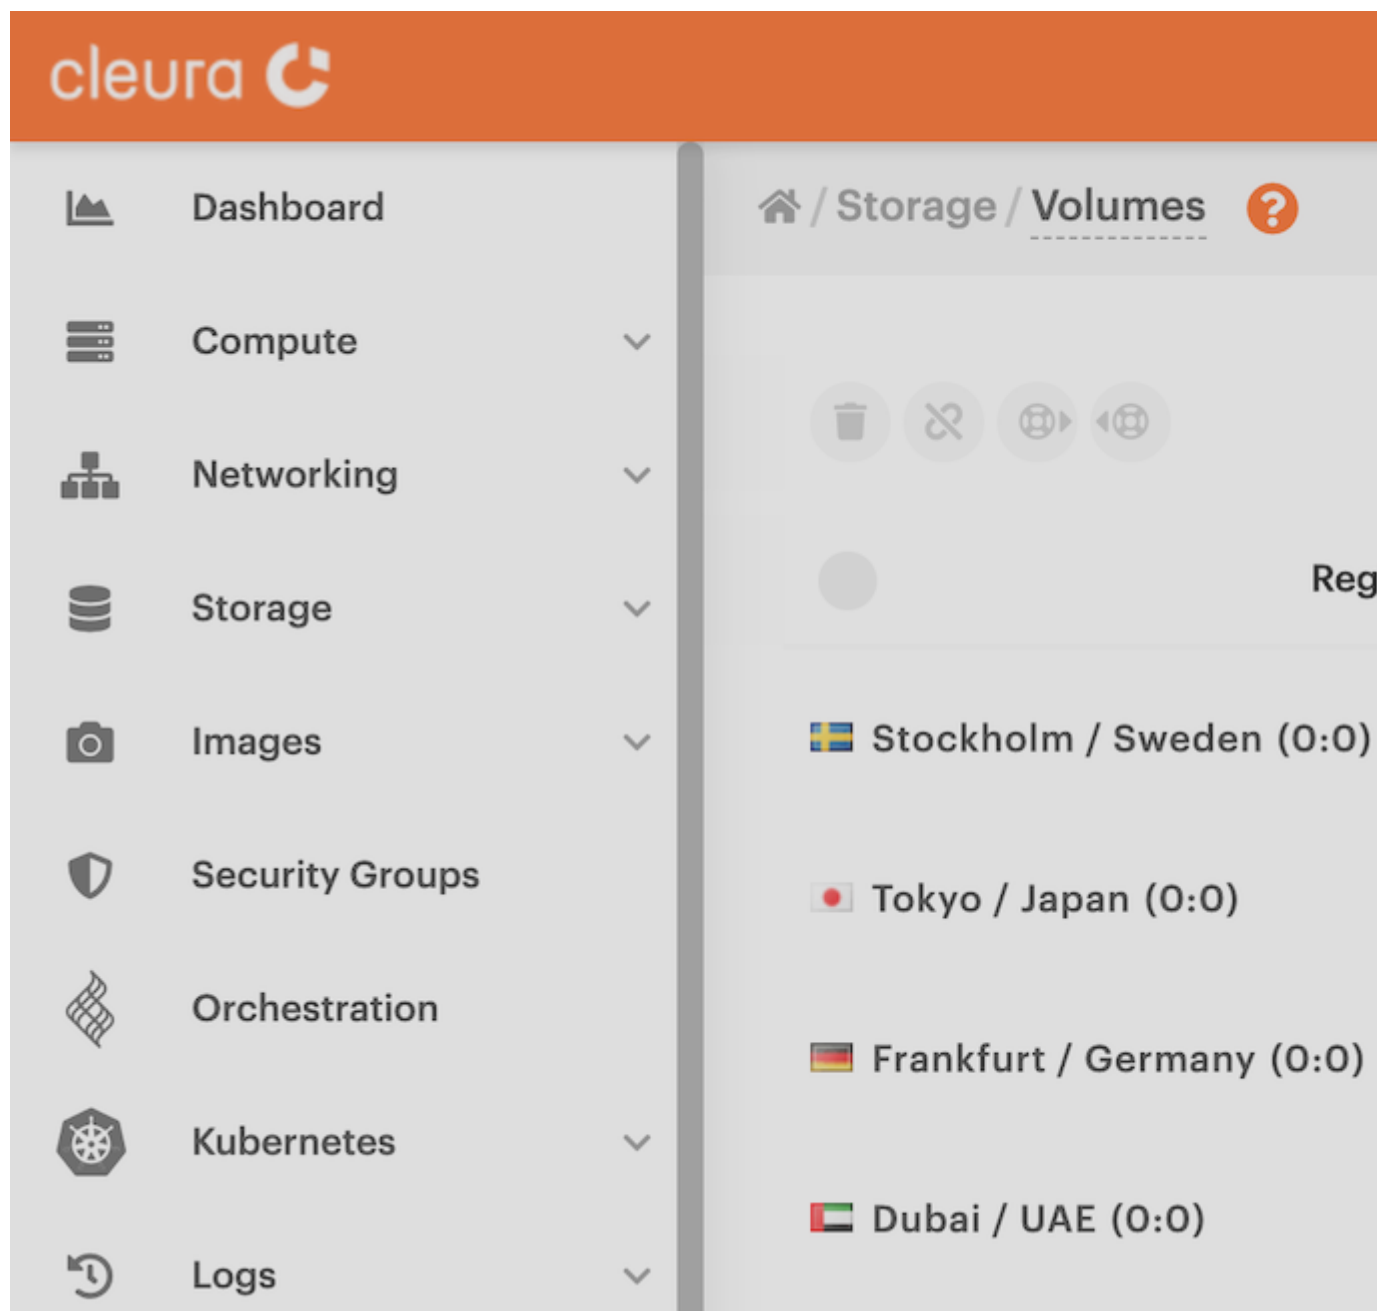 cleura
Dashboard
Compute
Networking
Storage
Images
Security Groups
Orchestration
Kubernetes
Logs
/ Storage / Volumes ?
Reg
Stockholm / Sweden (0:0)
Tokyo / Japan (0:0)
Frankfurt / Germany (0:0)
Dubai / UAE (0:0)